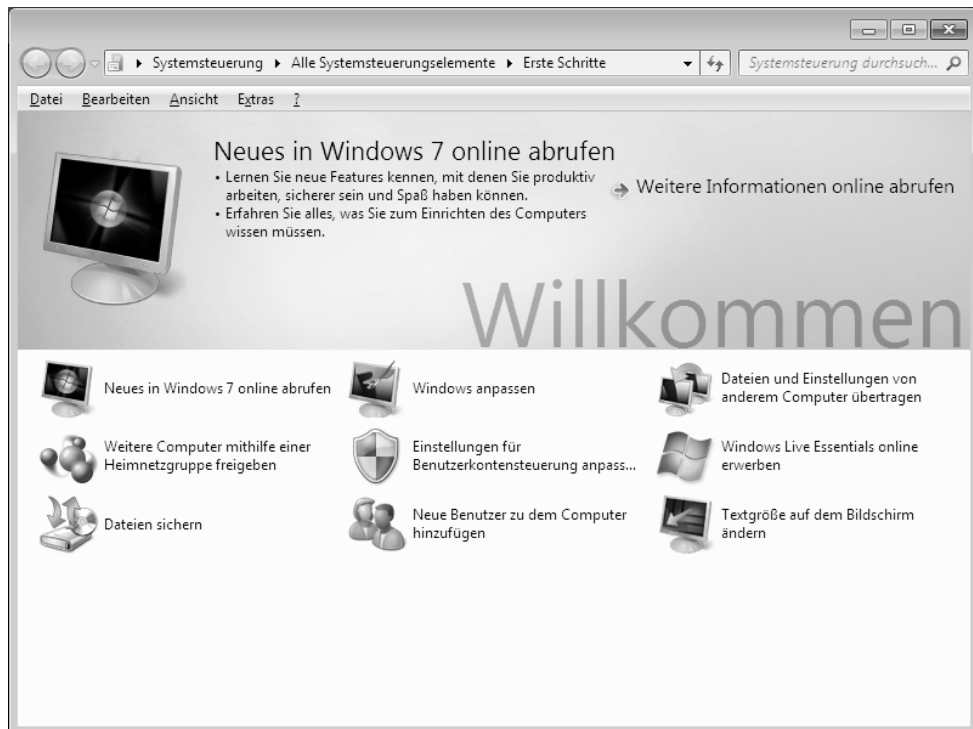 Systemsteuerung ▸ Alle Systemsteuerungselemente ▸ Erste Schritte
Systemsteuerung durchsuch...
Datei Bearbeiten Ansicht Extras ?
Neues in Windows 7 online abrufen
• Lernen Sie neue Features kennen, mit denen Sie produktiv
arbeiten, sicherer sein und Spaß haben können.
• Erfahren Sie alles, was Sie zum Einrichten des Computers
wissen müssen.
Weitere Informationen online abrufen
Willkommen
Neues in Windows 7 online abrufen
Windows anpassen
Dateien und Einstellungen von
anderem Computer übertragen
Weitere Computer mithilfe einer
Heimnetzgruppe freigeben
Einstellungen für
Benutzerkontensteuerung anpass...
Windows Live Essentials online
erwerben
Dateien sichern
Neue Benutzer zu dem Computer
hinzufügen
Textgröße auf dem Bildschirm
ändern